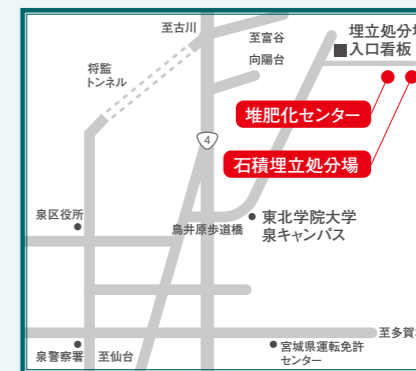 至古川
至富谷
向陽台
埋立処分場
入口看板
将監
トンネル
堆肥化センター
4
石積埋立処分場
泉区役所
鳥井原歩道橋
東北学院大学
泉キャンパス
至多賀
泉警察署
至仙台
宮城県運転免許
センター